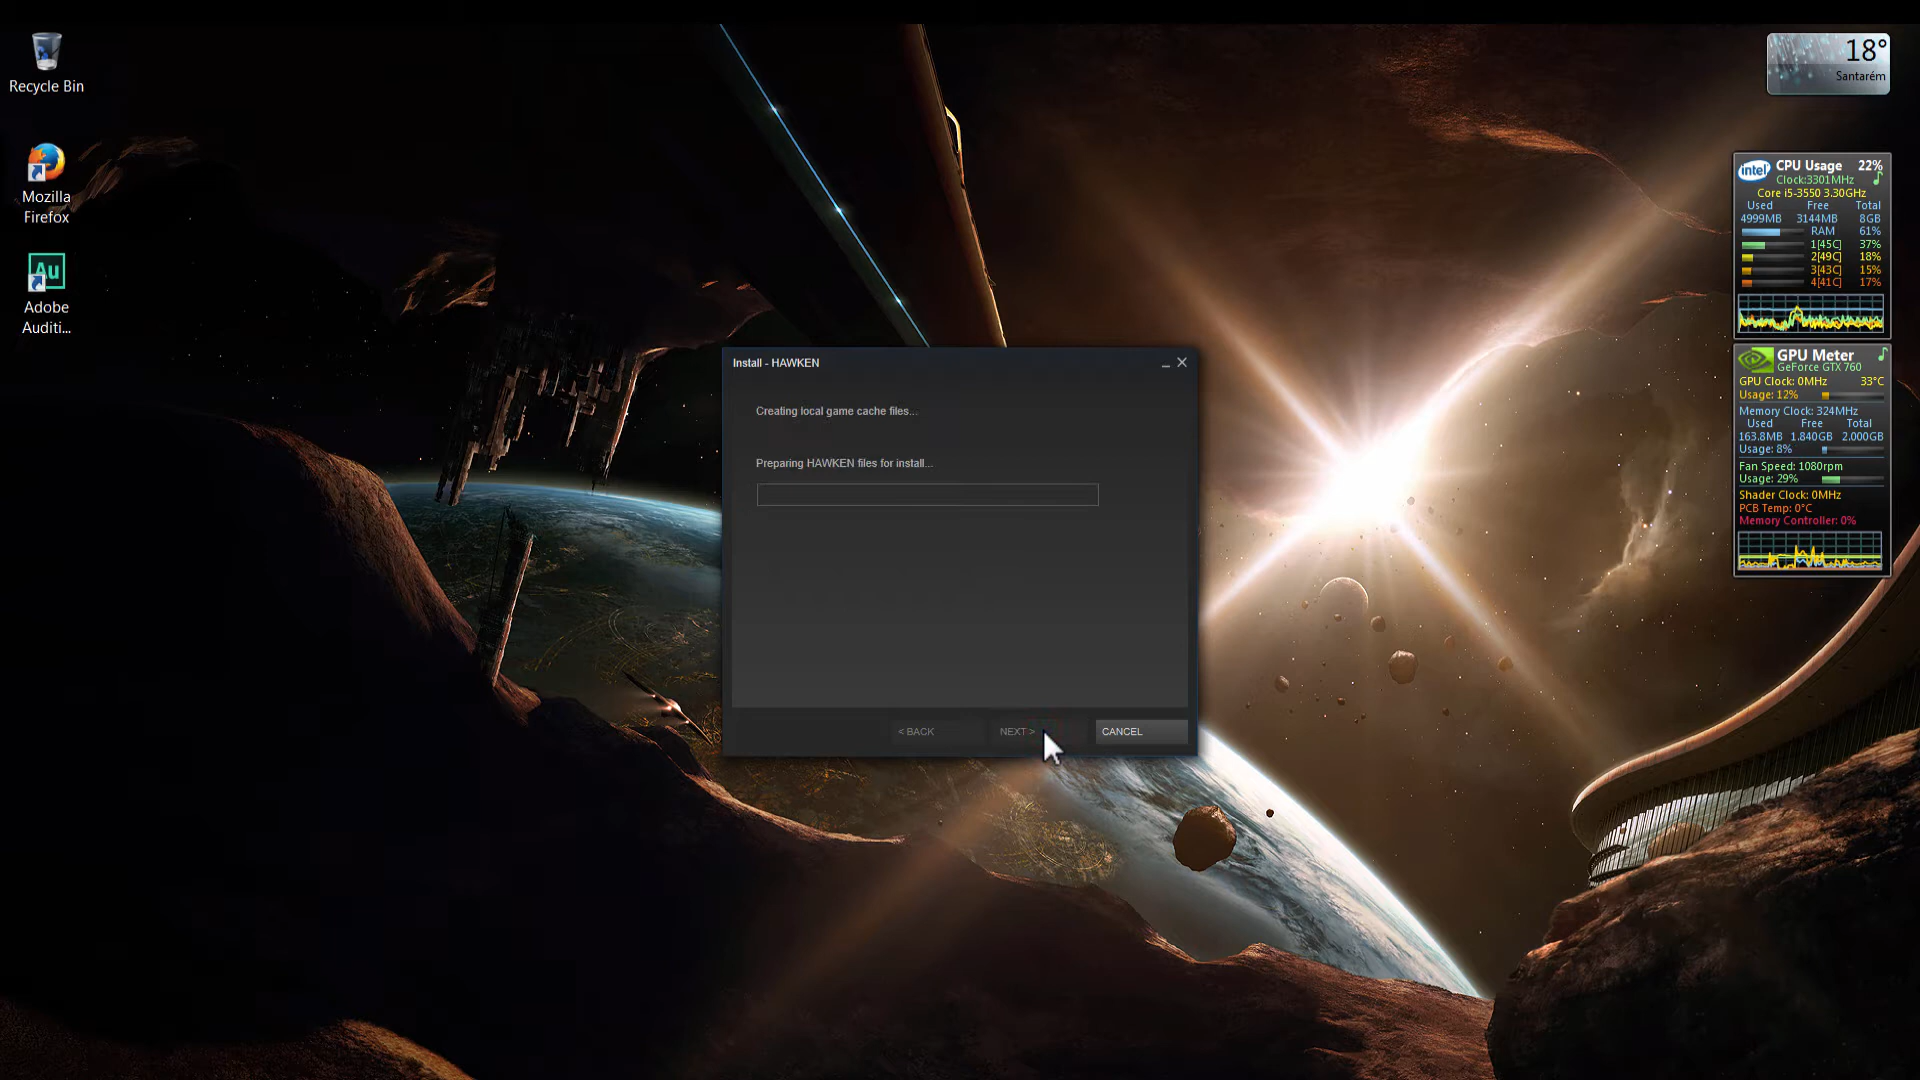 Recycle Bin
Mozilla
Firefox
Au
Adobe
Auditi...
18°
Santarém
intel
CPU Usage 22%
Clock:3301MHz
Core i5-3550 3.30GHz
Used Free Total
4999MB 3144MB 8GB
RAM 61%
1[45C] 37%
2[49C] 18%
3[43C] 15%
4[41C] 17%
GPU Meter
GeForce GTX 760
GPU Clock: 0MHz 33°C
Usage: 12%
Memory Clock: 324MHz
Used Free Total
163.8MB 1.840GB 2.000GB
Usage: 8%
Fan Speed: 1080rpm
Usage: 29%
Shader Clock: 0MHz
PCB Temp: 0°C
Memory Controller: 0%
Install - HAWKEN
Creating local game cache files...
Preparing HAWKEN files for install...
< BACK NEXT > CANCEL